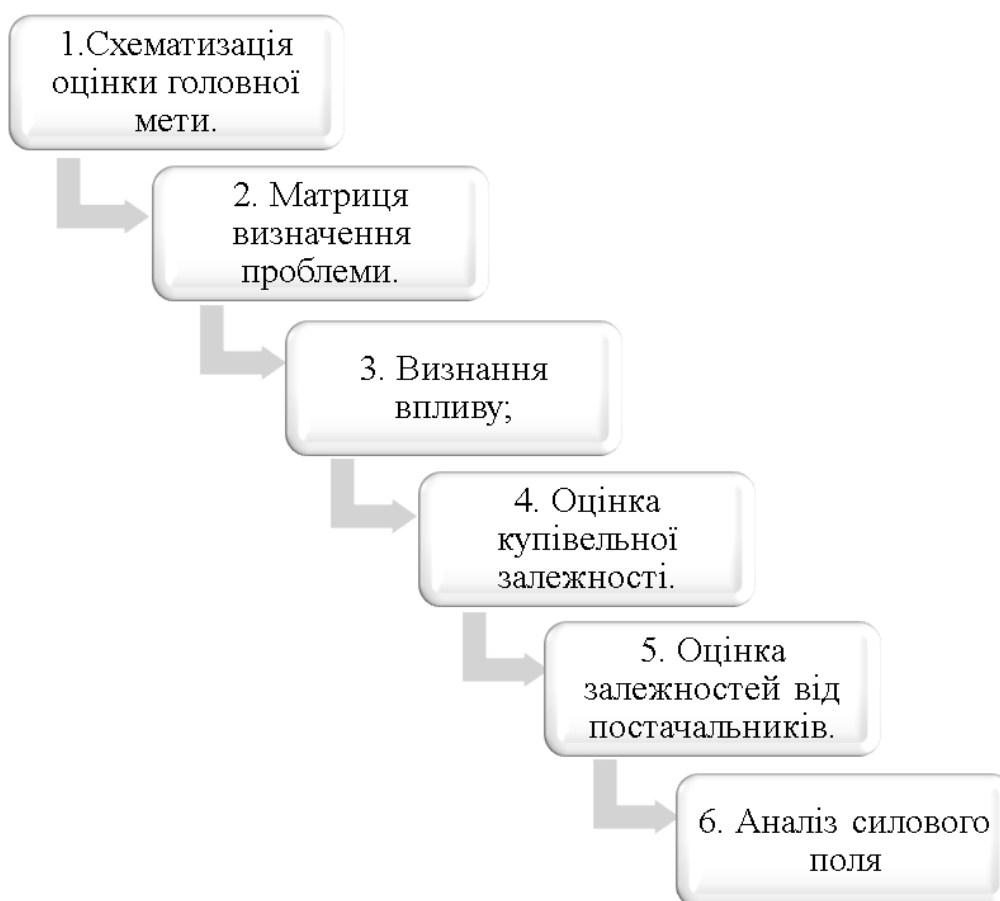 1.Схематизація
оцінки головної
мети.
2. Матриця
визначення
проблеми.
3. Визнання
впливу;
4. Оцінка
купівельної
залежності.
5. Оцінка
залежностей від
постачальників.
6. Аналіз силового
поля